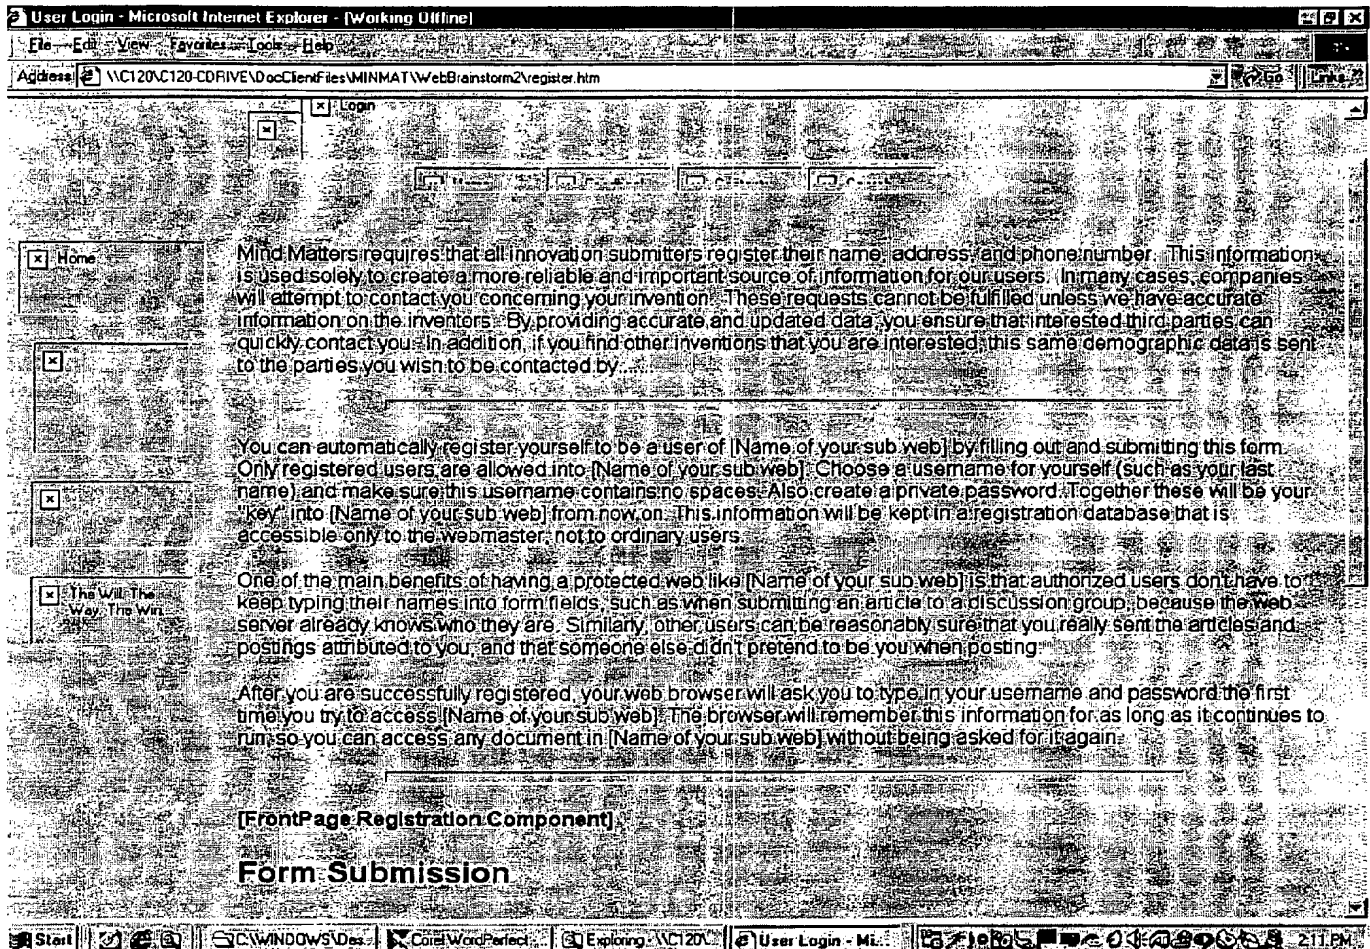 User Login - Microsoft Internet Explorer - [Working Offline]
File Edit View Favorites Tools Help
Address \\C120\C120-CDRIVE\DocClientFiles\MINMAT\WebBrainstorm2\register.htm Go Links
Login
Home
Mind Matters requires that all innovation submitters register their name, address, and phone number. This information
is used solely to create a more reliable and important source of information for our users. In many cases, companies
will attempt to contact you concerning your invention. These requests cannot be fulfilled unless we have accurate
information on the inventors. By providing accurate and updated data, you ensure that interested third parties can
quickly contact you. In addition, if you find other inventions that you are interested, this same demographic data is sent
to the parties you wish to be contacted by.....
You can automatically register yourself to be a user of [Name of your sub web] by filling out and submitting this form.
Only registered users are allowed into [Name of your sub web]. Choose a username for yourself (such as your last
name) and make sure this username contains no spaces. Also create a private password. Together these will be your
"key" into [Name of your sub web] from now on. This information will be kept in a registration database that is
accessible only to the webmaster, not to ordinary users.
The Will. The
Way. The Win.
One of the main benefits of having a protected web like [Name of your sub web] is that authorized users don't have to
keep typing their names into form fields, such as when submitting an article to a discussion group, because the web
server already knows who they are. Similarly, other users can be reasonably sure that you really sent the articles and
postings attributed to you, and that someone else didn't pretend to be you when posting.
After you are successfully registered, your web browser will ask you to type in your username and password the first
time you try to access [Name of your sub web]. The browser will remember this information for as long as it continues to
run, so you can access any document in [Name of your sub web] without being asked for it again.
[FrontPage Registration Component]
Form Submission
Start C:\WINDOWS\Des... Corel WordPerfect... Exploring - \\C120\... User Login - Mi... 2:17 PM